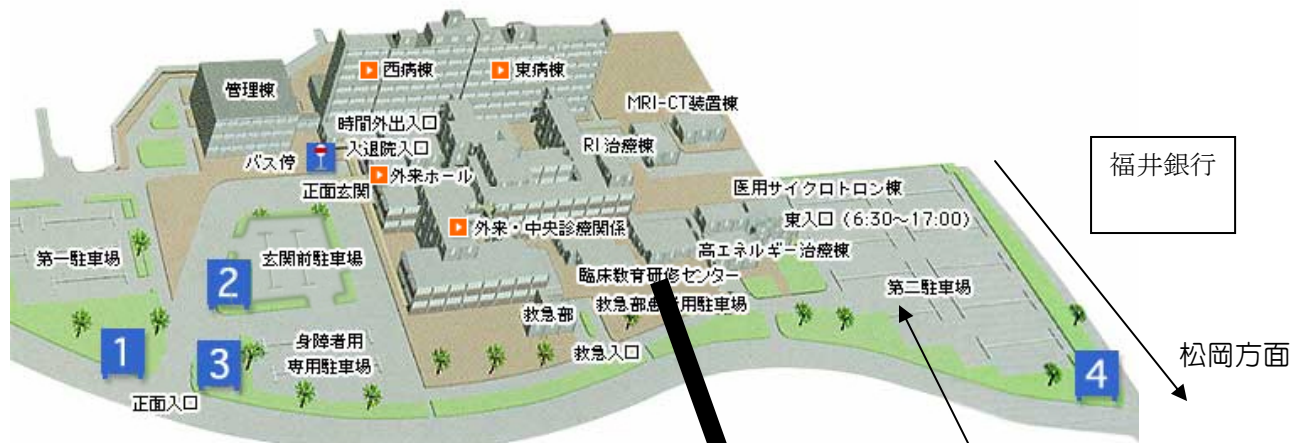 西病棟
東病棟
管理棟
MRI-CT装置棟
時間外出入口
RI 治療棟
入退院入口
バス停
外来ホール
正面玄関
福井銀行
医用サイクロトロン棟
外来・中央診療関係
東入口（6:30〜17:00）
第一駐車場
玄関前駐車場
高エネルギー治療棟
臨床教育研修センター
第二駐車場
2
救急部患者用駐車場
救急部
1
3
身障者用
専用駐車場
救急入口
4
松岡方面
正面入口